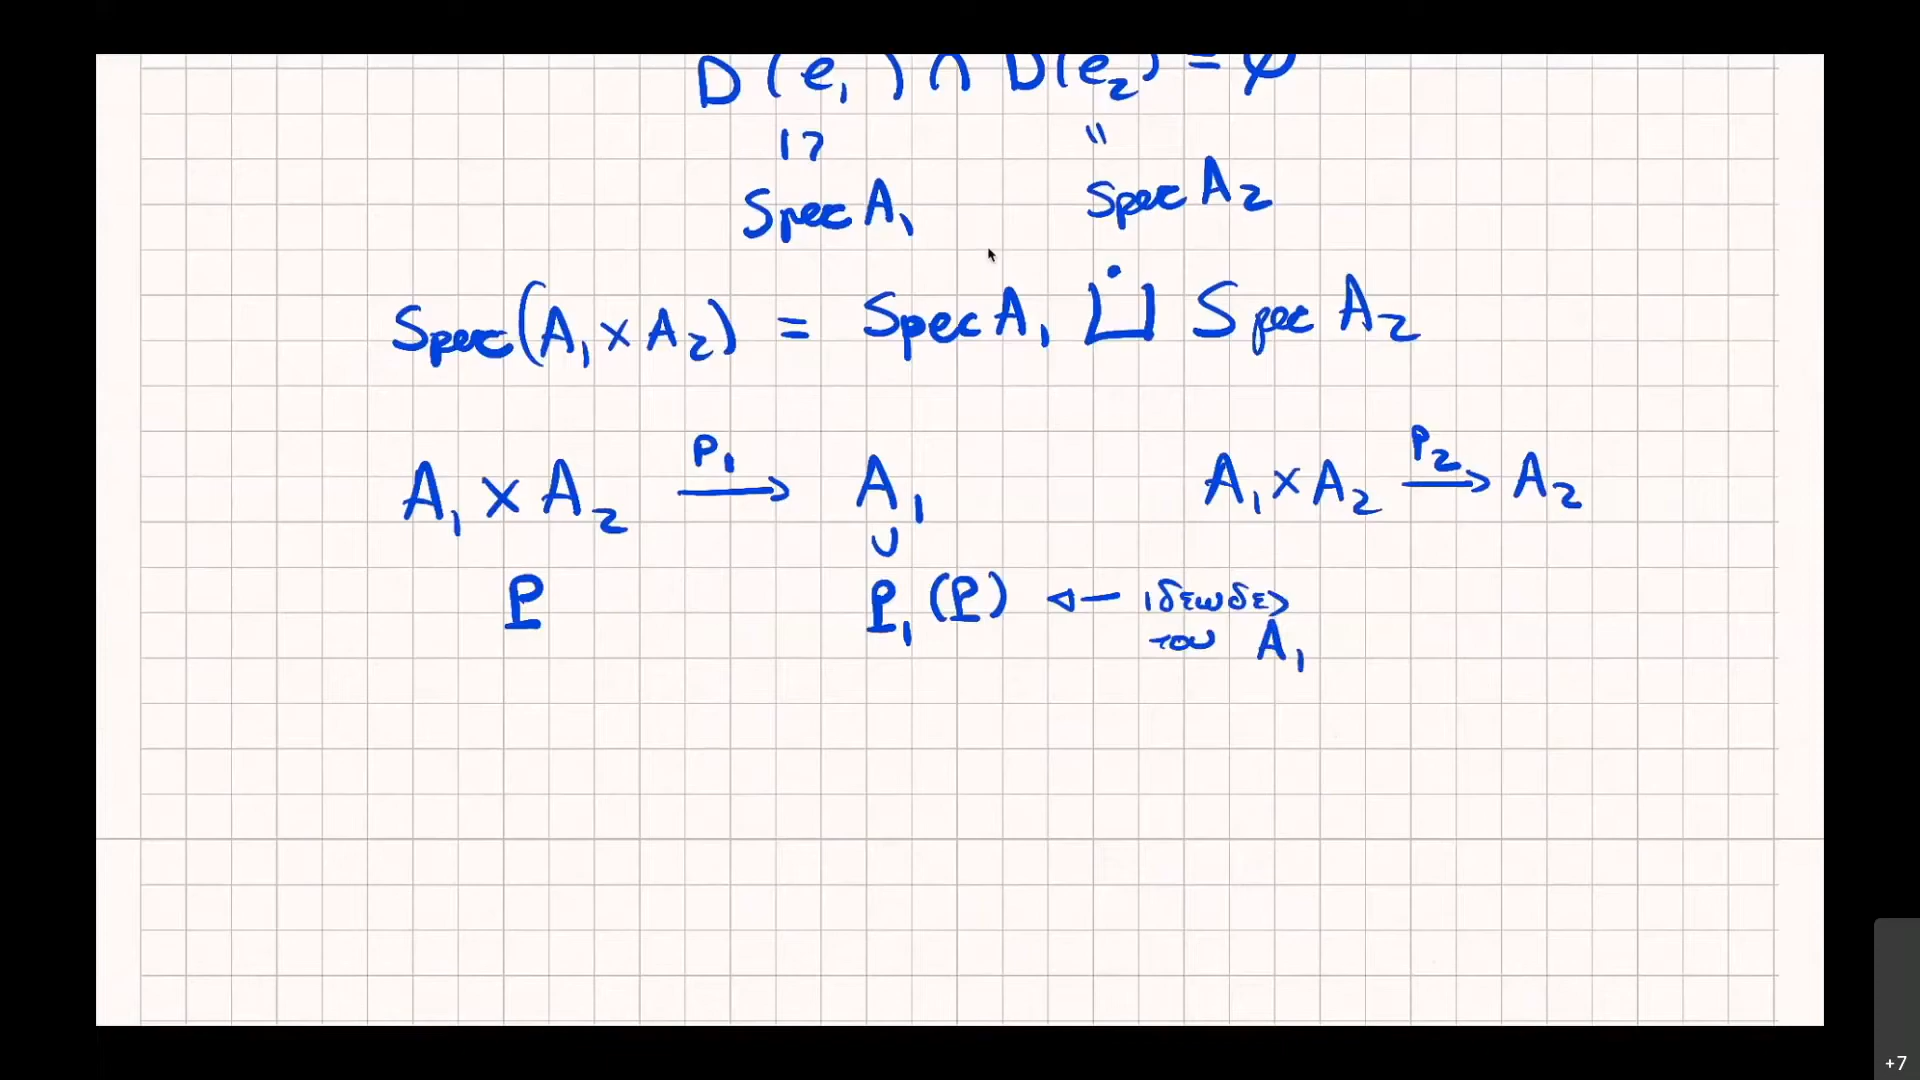 D(e₁) ∩ D(e₂) = ∅
≀? "
Spec A₁ Spec A₂
Spec(A₁ × A₂) = Spec A₁ ⊔̇ Spec A₂
A₁ × A₂ —p₁→ A₁ A₁ × A₂ —p₂→ A₂
∪
P P₁(P) ← ιδεωδες
του A₁
+7